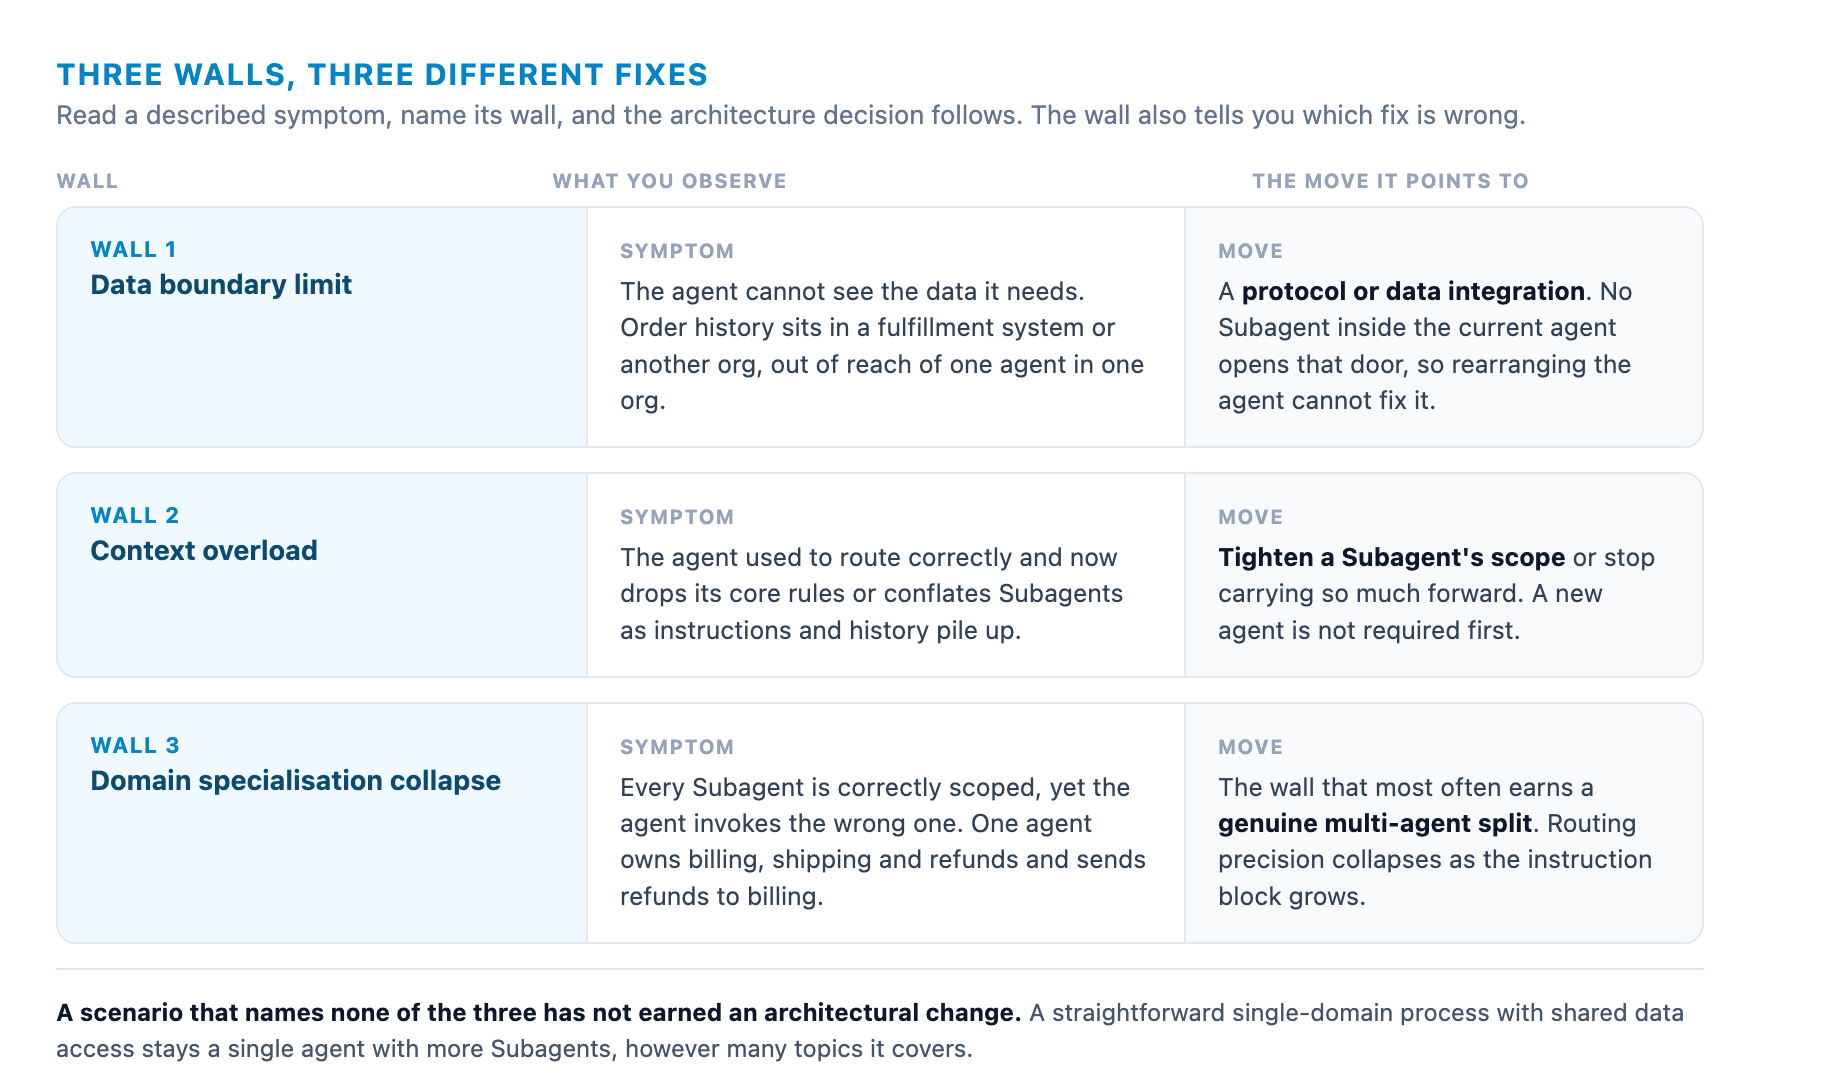 THREE WALLS, THREE DIFFERENT FIXES
Read a described symptom, name its wall, and the architecture decision follows. The wall also tells you which fix is wrong.
WALL
WHAT YOU OBSERVE
THE MOVE IT POINTS TO
WALL 1
Data boundary limit
SYMPTOM
The agent cannot see the data it needs.
Order history sits in a fulfillment system or
another org, out of reach of one agent in one
org.
MOVE
A protocol or data integration. No
Subagent inside the current agent
opens that door, so rearranging the
agent cannot fix it.
WALL 2
Context overload
SYMPTOM
The agent used to route correctly and now
drops its core rules or conflates Subagents
as instructions and history pile up.
MOVE
Tighten a Subagent's scope or stop
carrying so much forward. A new
agent is not required first.
WALL 3
Domain specialisation collapse
SYMPTOM
Every Subagent is correctly scoped, yet the
agent invokes the wrong one. One agent
owns billing, shipping and refunds and sends
refunds to billing.
MOVE
The wall that most often earns a
genuine multi-agent split. Routing
precision collapses as the instruction
block grows.
A scenario that names none of the three has not earned an architectural change. A straightforward single-domain process with shared data
access stays a single agent with more Subagents, however many topics it covers.